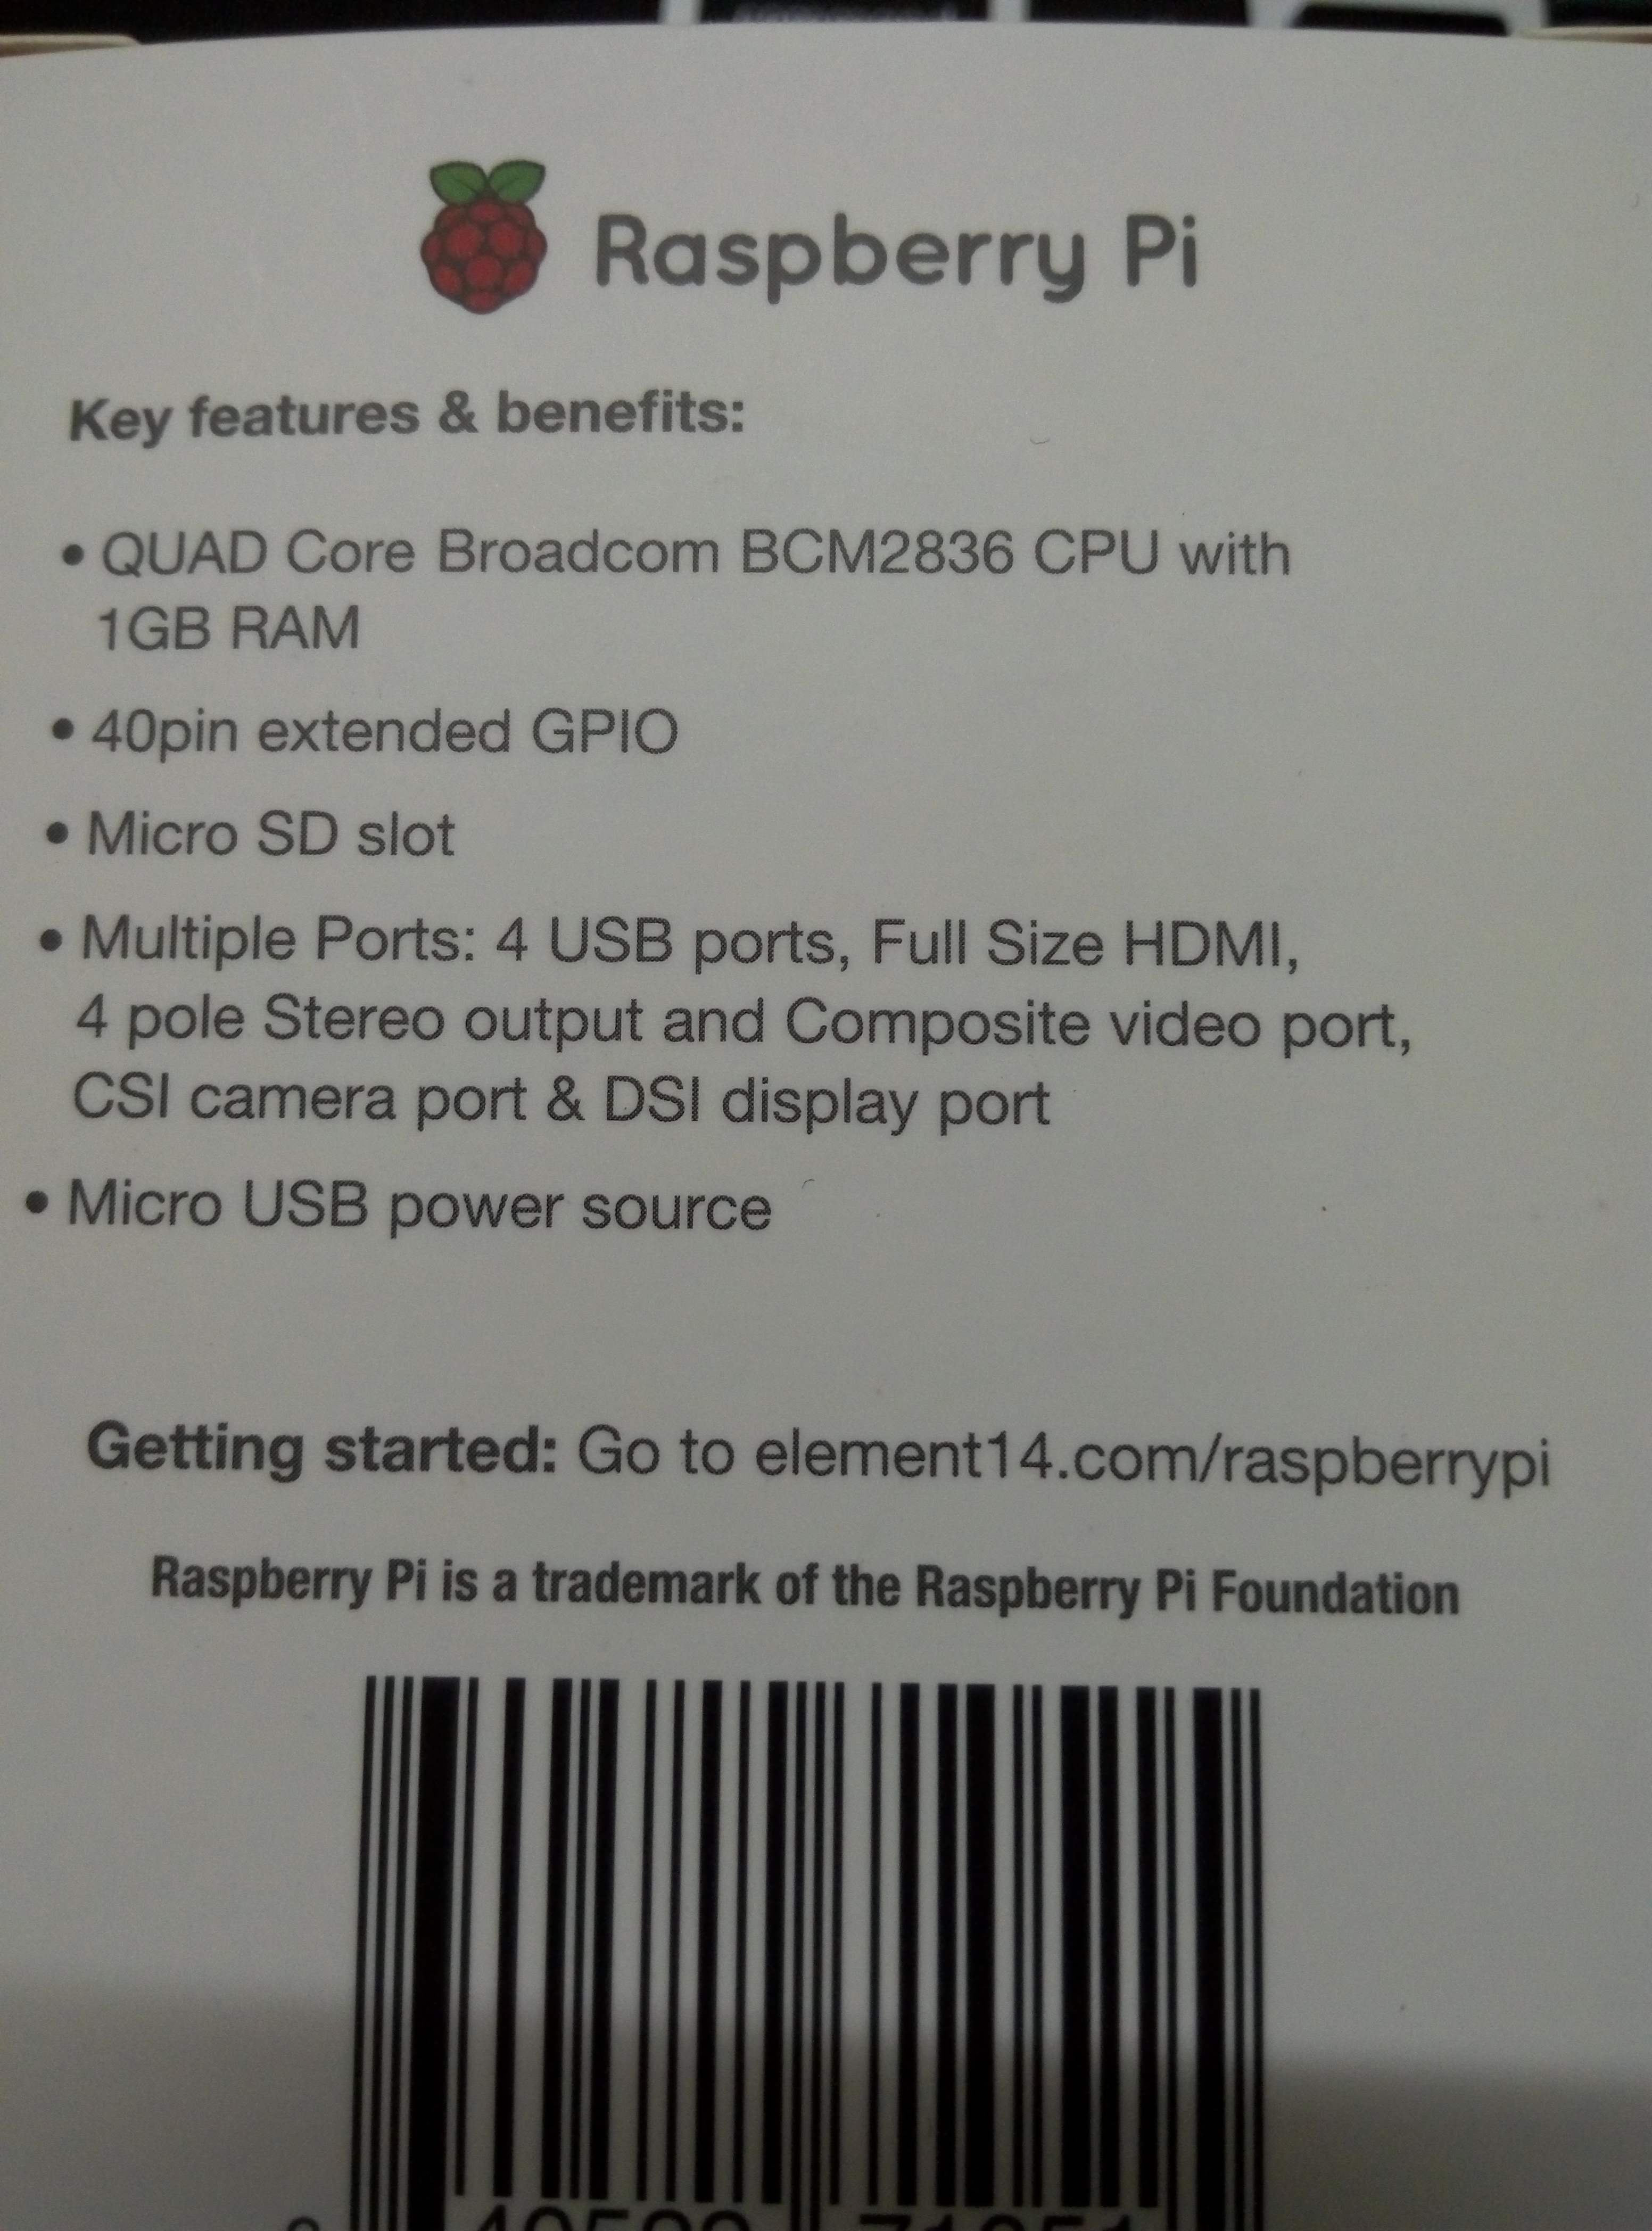 Raspberry Pi
Key features & benefits:
• QUAD Core Broadcom BCM2836 CPU with
1GB RAM
• 40pin extended GPIO
• Micro SD slot
• Multiple Ports: 4 USB ports, Full Size HDMI,
4 pole Stereo output and Composite video port,
CSI camera port & DSI display port
• Micro USB power source
Getting started: Go to element14.com/raspberrypi
Raspberry Pi is a trademark of the Raspberry Pi Foundation